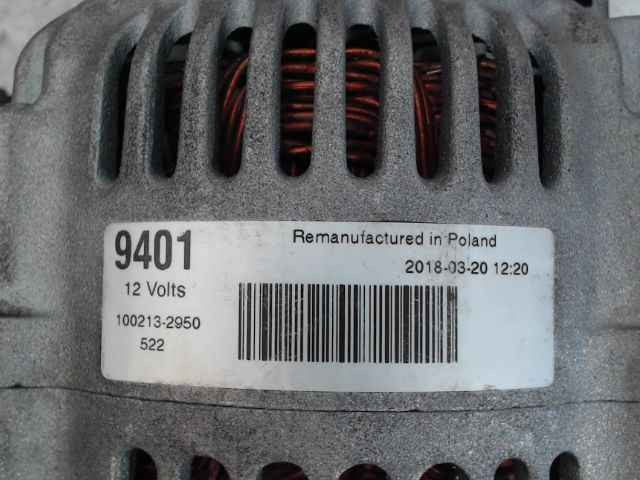 9401
12 Volts
100213-2950
522
Remanufactured in Poland
2018-03-20 12:20